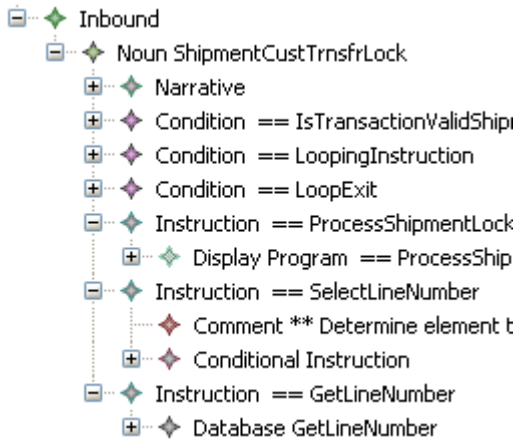 Inbound
Noun ShipmentCustTrnsfrLock
Narrative
Condition == IsTransactionValidShip
Condition == LoopingInstruction
Condition == LoopExit
Instruction == ProcessShipmentLock
Display Program == ProcessShip
Instruction == SelectLineNumber
Comment ** Determine element t
Conditional Instruction
Instruction == GetLineNumber
Database GetLineNumber